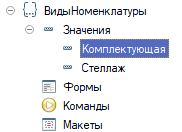 ВидыНоменклатуры
Значения
Комплектующая
Стеллаж
Формы
Команды
Макеты